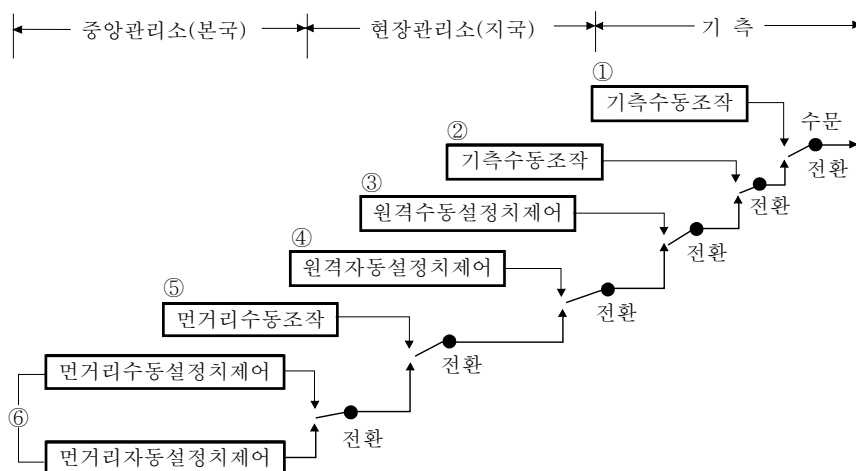 중앙관리소(본국) 현장관리소(지국) 기 측
①
기측수동조작
수문
②
기측수동조작
전환
③
원격수동설정치제어
전환
④
전환
원격자동설정치제어
⑤
전환
먼거리수동조작
전환
먼거리수동설정치제어
⑥
전환
먼거리자동설정치제어